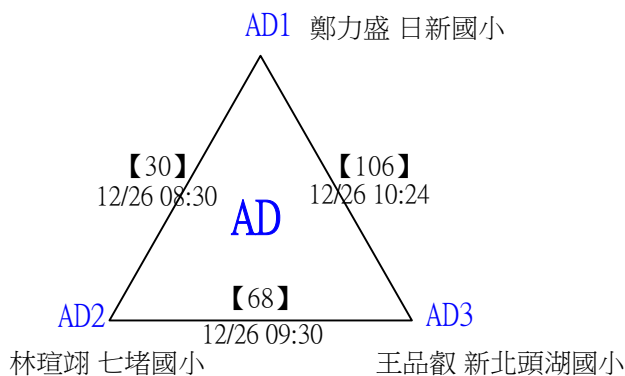 AD1 鄭力盛 日新國小
【30】
12/26 08:30
【106】
12/26 10:24
AD
【68】
12/26 09:30
AD2
AD3
林瑄翊 七堵國小
王品叡 新北頭湖國小